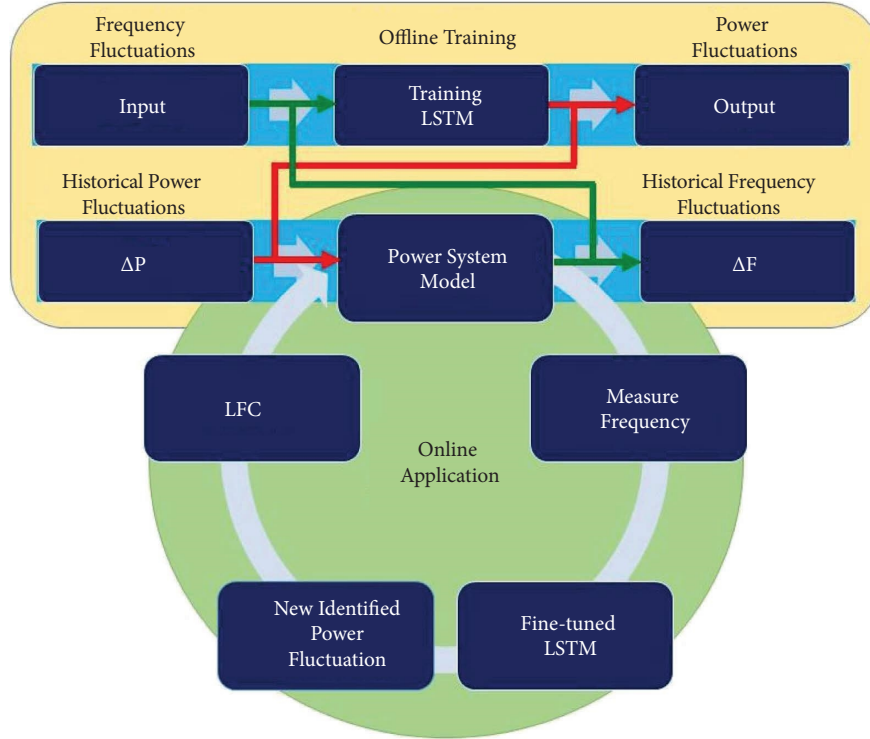 Frequency
Fluctuations
Offline Training
Power
Fluctuations
Input
Training
LSTM
Output
Historical Power
Fluctuations
Historical Frequency
Fluctuations
ΔP
Power System
Model
ΔF
LFC
Measure
Frequency
Online
Application
New Identified
Power
Fluctuation
Fine-tuned
LSTM